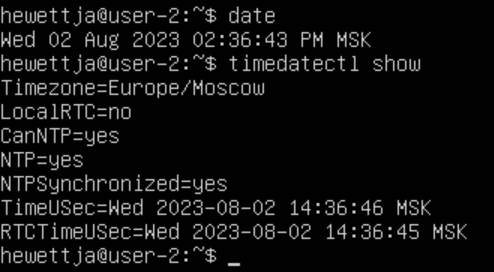 hewettja@user-2:~$ date
Wed 02 Aug 2023 02:36:43 PM MSK
hewettja@user-2:~$ timedatectl show
Timezone=Europe/Moscow
LocalRTC=no
CanNTP=yes
NTP=yes
NTPSynchronized=yes
TimeUSec=Wed 2023-08-02 14:36:46 MSK
RTCTimeUSec=Wed 2023-08-02 14:36:45 MSK
hewettja@user-2:~$ _